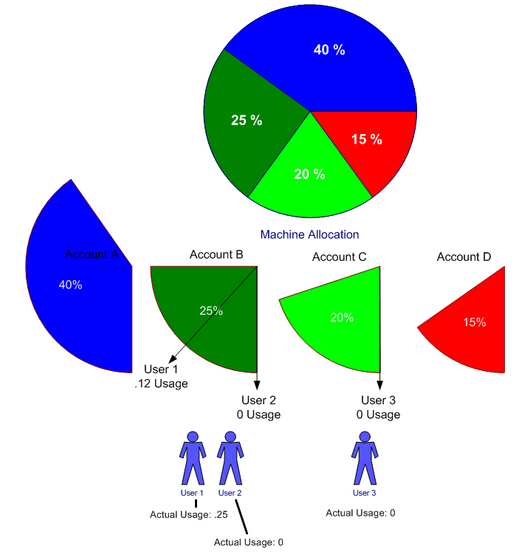 40 %
25 %
15 %
20 %
Machine Allocation
Account A
Account B
Account C
Account D
40%
25%
20%
15%
User 1
.12 Usage
User 2
0 Usage
User 3
0 Usage
User 1
User 2
User 3
Actual Usage: .25
Actual Usage: 0
Actual Usage: 0